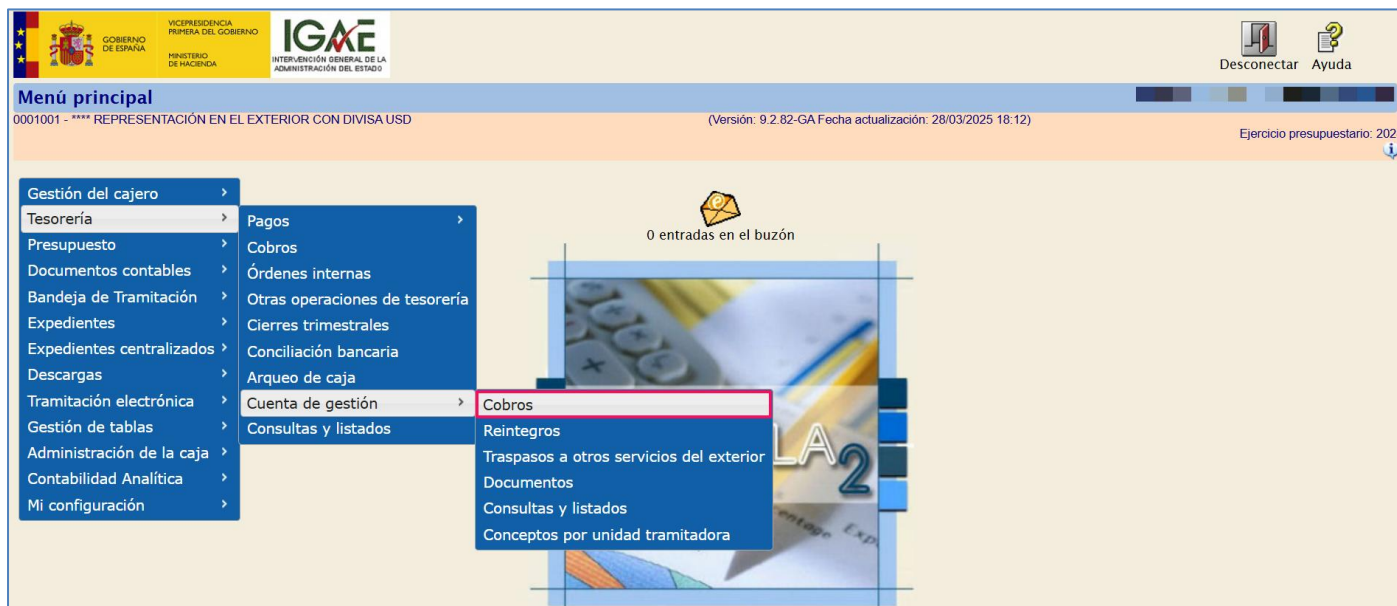 GOBIERNO
DE ESPAÑA
VICEPRESIDENCIA
PRIMERA DEL GOBIERNO
MINISTERIO
DE HACIENDA
IGAE
INTERVENCIÓN GENERAL DE LA
ADMINISTRACIÓN DEL ESTADO
Desconectar Ayuda
Menú principal
0001001 - **** REPRESENTACIÓN EN EL EXTERIOR CON DIVISA USD
(Versión: 9.2.82-GA Fecha actualización: 28/03/2025 18:12)
Ejercicio presupuestario: 202
0 entradas en el buzón
Gestión del cajero
Tesorería
Presupuesto
Documentos contables
Bandeja de Tramitación
Expedientes
Expedientes centralizados
Descargas
Tramitación electrónica
Gestión de tablas
Administración de la caja
Contabilidad Analítica
Mi configuración
Pagos
Cobros
Órdenes internas
Otras operaciones de tesorería
Cierres trimestrales
Conciliación bancaria
Arqueo de caja
Cuenta de gestión
Consultas y listados
Cobros
Reintegros
Traspasos a otros servicios del exterior
Documentos
Consultas y listados
Conceptos por unidad tramitadora
LA2